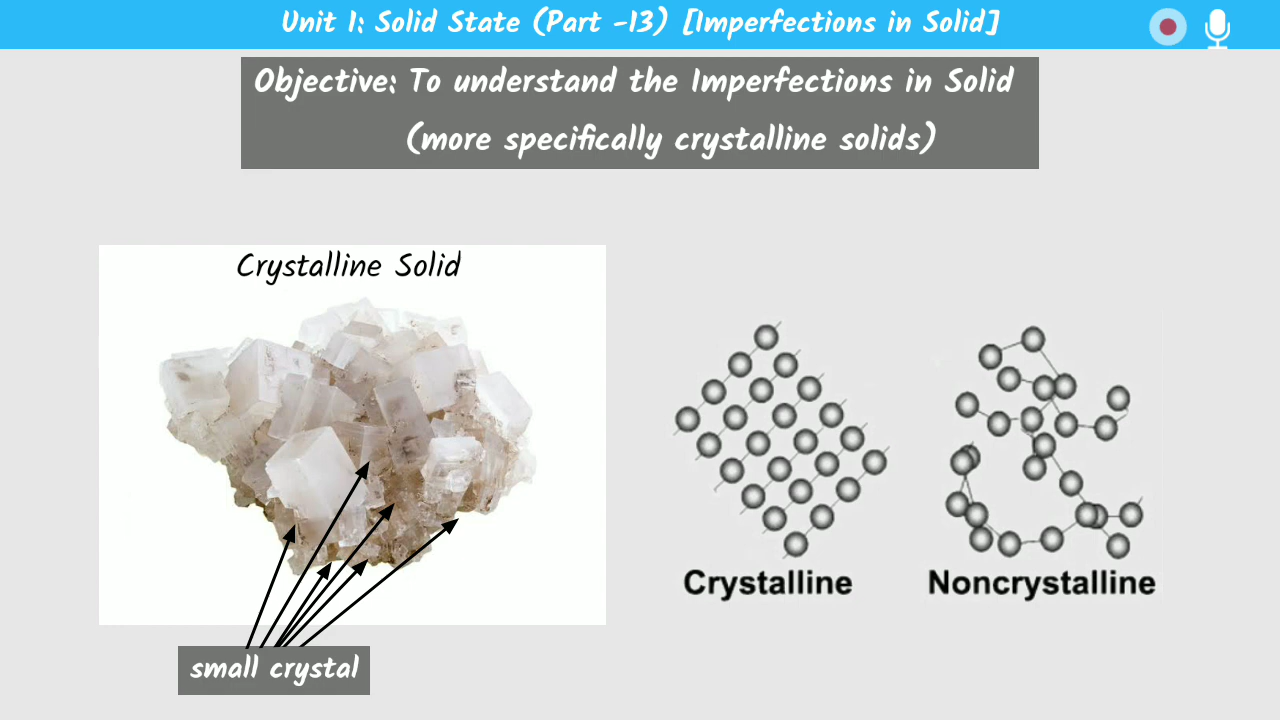 Unit 1: Solid State (Part -13) [Imperfections in Solid]
Objective: To understand the Imperfections in Solid
(more specifically crystalline solids)
Crystalline Solid
Crystalline
Noncrystalline
small crystal